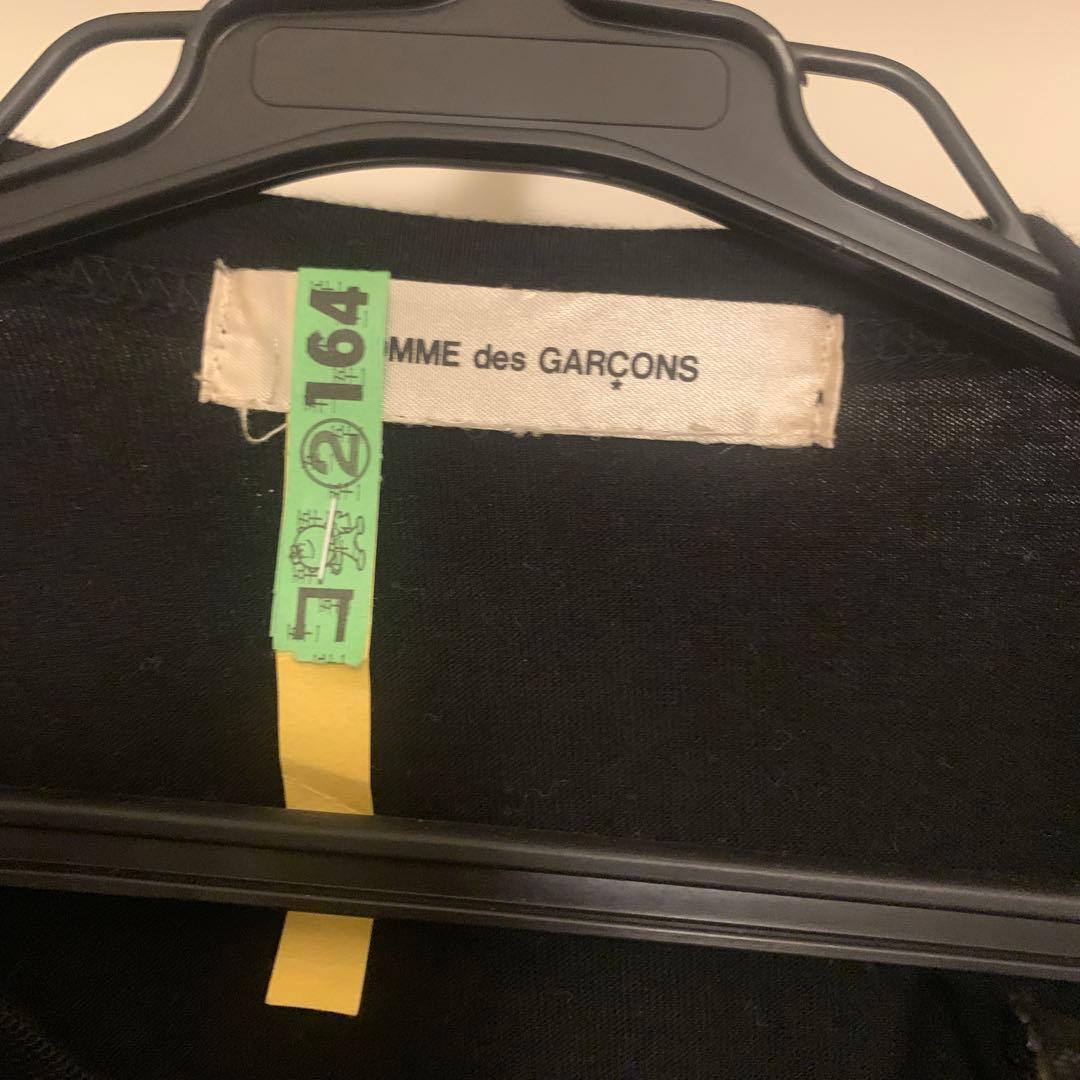 OMME des GARÇONS
コ ② 164